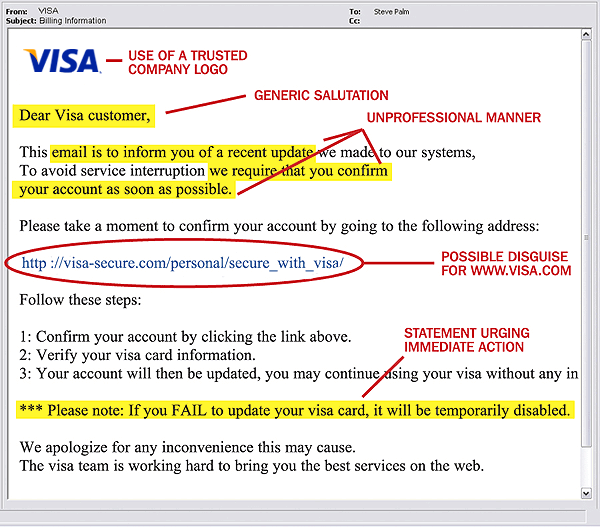 From: VISA To: Steve Palm
Subject: Billing Information Cc:
VISA
USE OF A TRUSTED
COMPANY LOGO
GENERIC SALUTATION
Dear Visa customer,
UNPROFESSIONAL MANNER
This email is to inform you of a recent update we made to our systems,
To avoid service interruption we require that you confirm
your account as soon as possible.
Please take a moment to confirm your account by going to the following address:
http ://visa-secure.com/personal/secure_with_visa/
POSSIBLE DISGUISE
FOR WWW.VISA.COM
Follow these steps:
STATEMENT URGING
IMMEDIATE ACTION
1: Confirm your account by clicking the link above.
2: Verify your visa card information.
3: Your account will then be updated, you may continue using your visa without any in
*** Please note: If you FAIL to update your visa card, it will be temporarily disabled.
We apologize for any inconvenience this may cause.
The visa team is working hard to bring you the best services on the web.